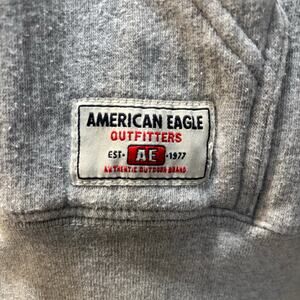 AMERICAN EAGLE
OUTFITTERS
EST• AE •1977
AUTHENTIC OUTDOOR BRAND